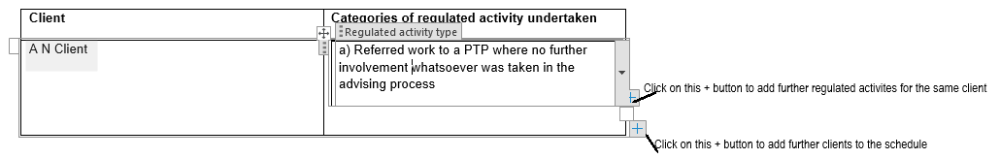 Client
Categories of regulated activity undertaken
Regulated activity type
A N Client
a) Referred work to a PTP where no further
involvement whatsoever was taken in the
advising process
Click on this + button to add further regulated activites for the same client
Click on this + button to add further clients to the schedule